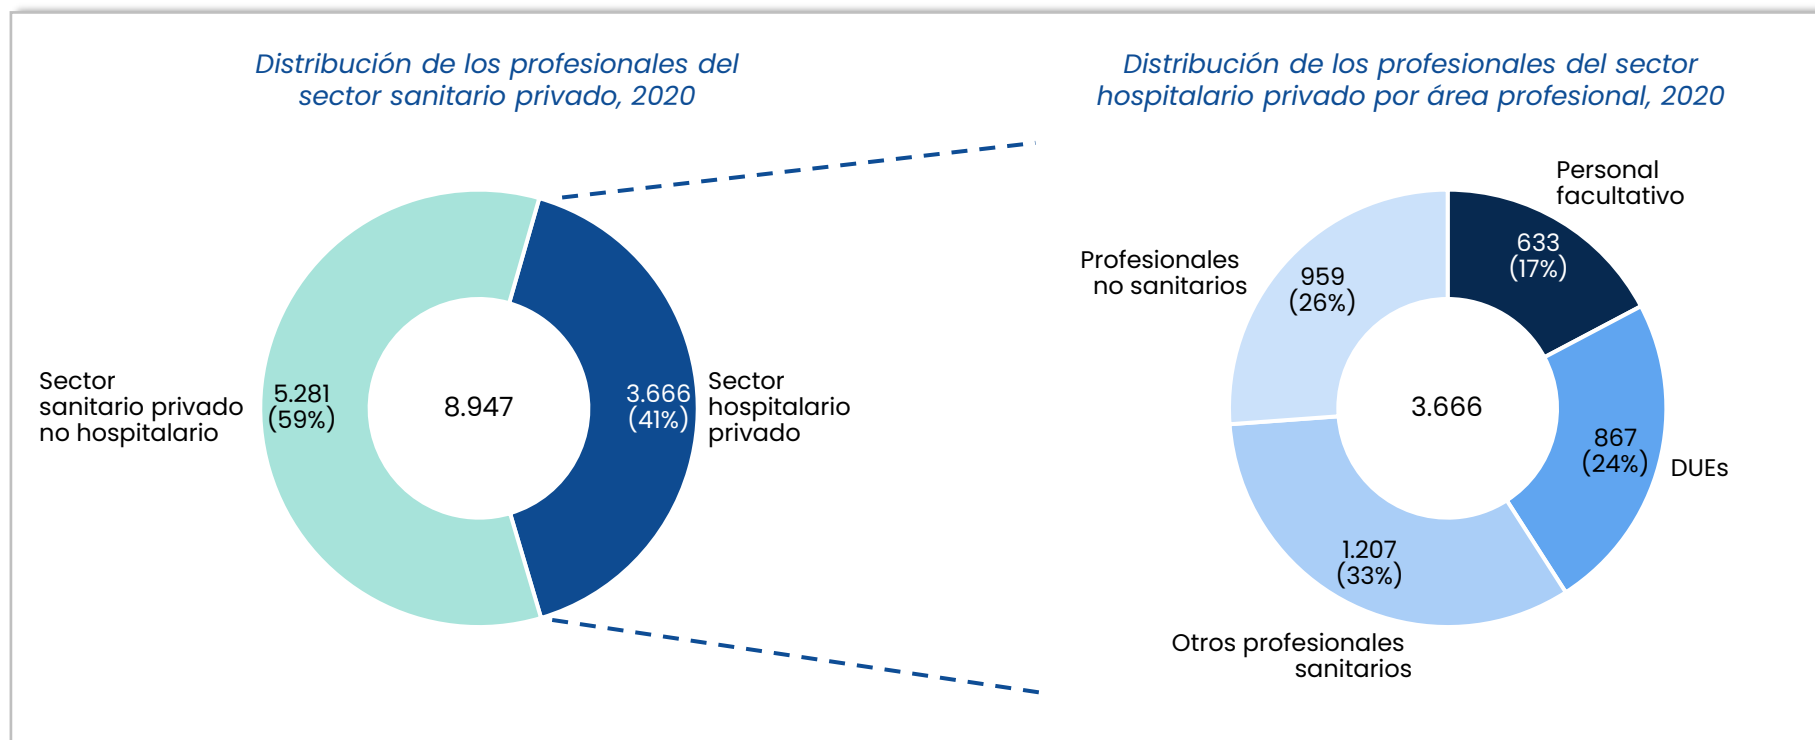 Distribución de los profesionales del
sector sanitario privado, 2020
Sector
sanitario privado
no hospitalario
5.281
(59%)
8.947
3.666
(41%)
Sector
hospitalario
privado
Distribución de los profesionales del sector
hospitalario privado por área profesional, 2020
Personal
facultativo
633
(17%)
Profesionales
no sanitarios
959
(26%)
3.666
867
(24%)
DUEs
1.207
(33%)
Otros profesionales
sanitarios